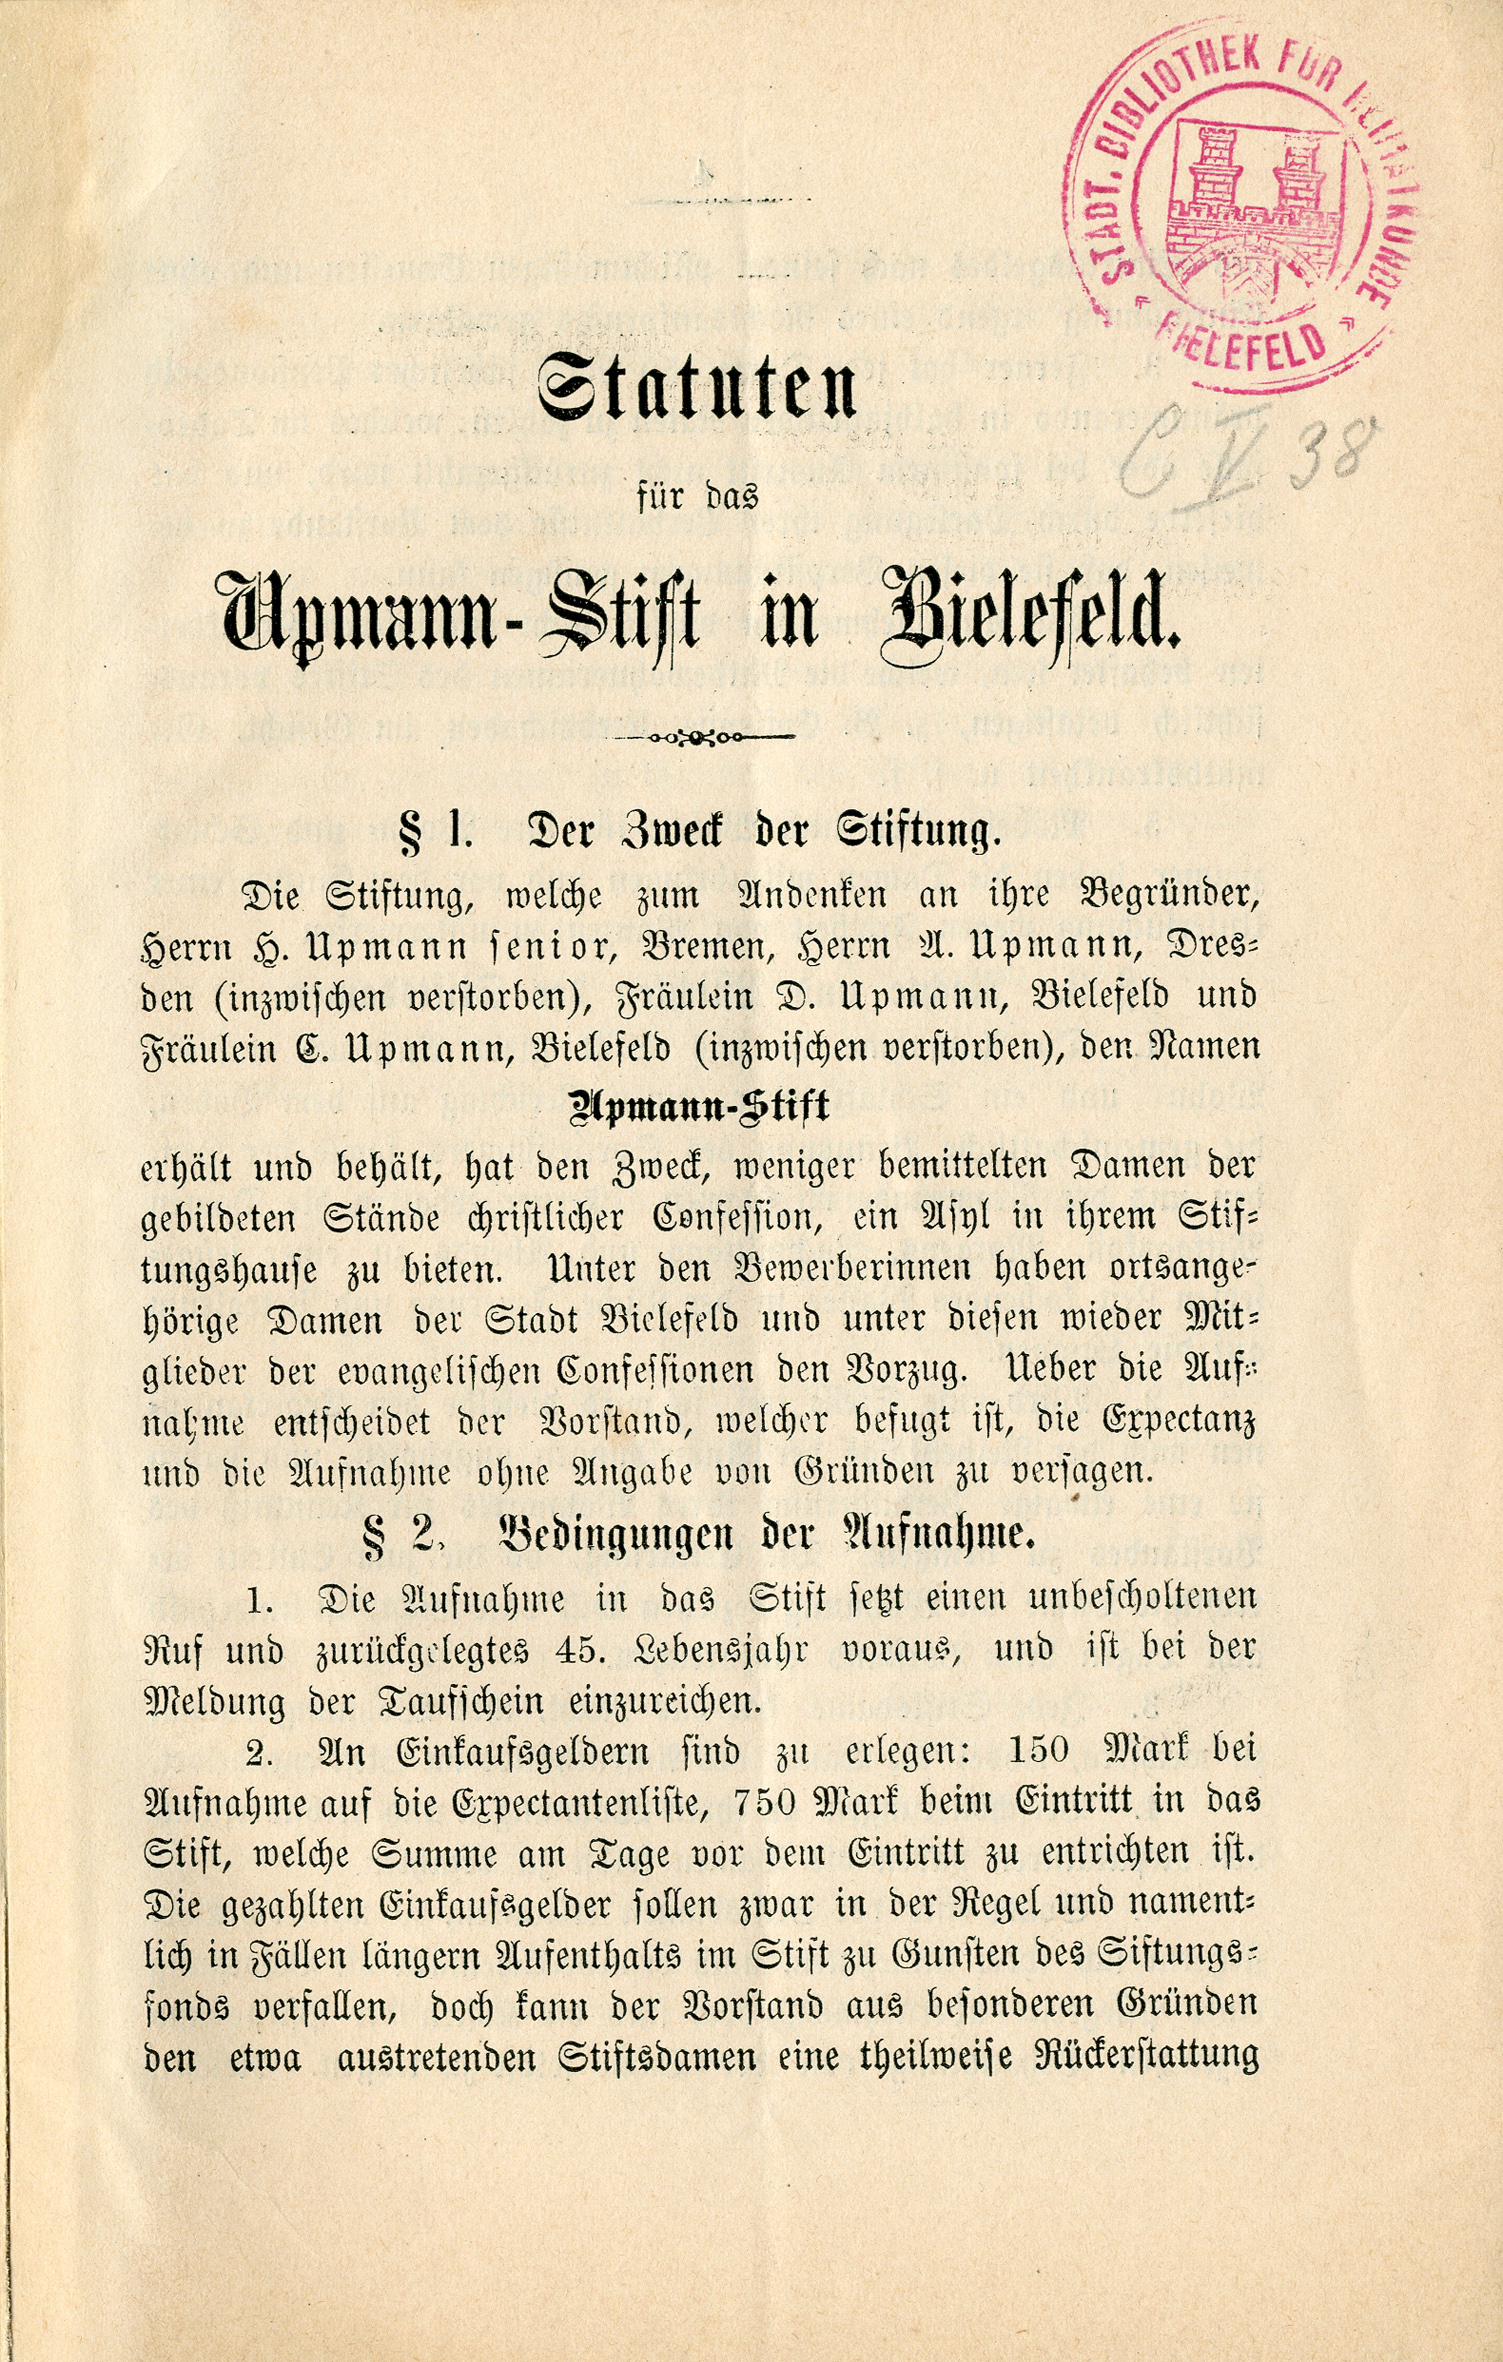 STADT. BIBLIOTHEK FÜR HEIMATKUNDE
BIELEFELD
C V 38
Statuten
für das
Upmann-Stift in Bielefeld.
§ 1. Der Zweck der Stiftung.
Die Stiftung, welche zum Andenken an ihre Begründer,
Herrn H. Upmann senior, Bremen, Herrn A. Upmann, Dres-
den (inzwischen verstorben), Fräulein D. Upmann, Bielefeld und
Fräulein C. Upmann, Bielefeld (inzwischen verstorben), den Namen
Upmann-Stift
erhält und behält, hat den Zweck, weniger bemittelten Damen der
gebildeten Stände christlicher Confession, ein Asyl in ihrem Stif-
tungshause zu bieten. Unter den Bewerberinnen haben ortsange-
hörige Damen der Stadt Bielefeld und unter diesen wieder Mit-
glieder der evangelischen Confessionen den Vorzug. Ueber die Auf-
nahme entscheidet der Vorstand, welcher befugt ist, die Expectanz
und die Aufnahme ohne Angabe von Gründen zu versagen.
§ 2. Bedingungen der Aufnahme.
1. Die Aufnahme in das Stift setzt einen unbescholtenen
Ruf und zurückgelegtes 45. Lebensjahr voraus, und ist bei der
Meldung der Taufschein einzureichen.
2. An Einkaufsgeldern sind zu erlegen: 150 Mark bei
Aufnahme auf die Expectantenliste, 750 Mark beim Eintritt in das
Stift, welche Summe am Tage vor dem Eintritt zu entrichten ist.
Die gezahlten Einkaufsgelder sollen zwar in der Regel und nament-
lich in Fällen längern Aufenthalts im Stift zu Gunsten des Siftungs-
fonds verfallen, doch kann der Vorstand aus besonderen Gründen
den etwa austretenden Stiftsdamen eine theilweise Rückerstattung